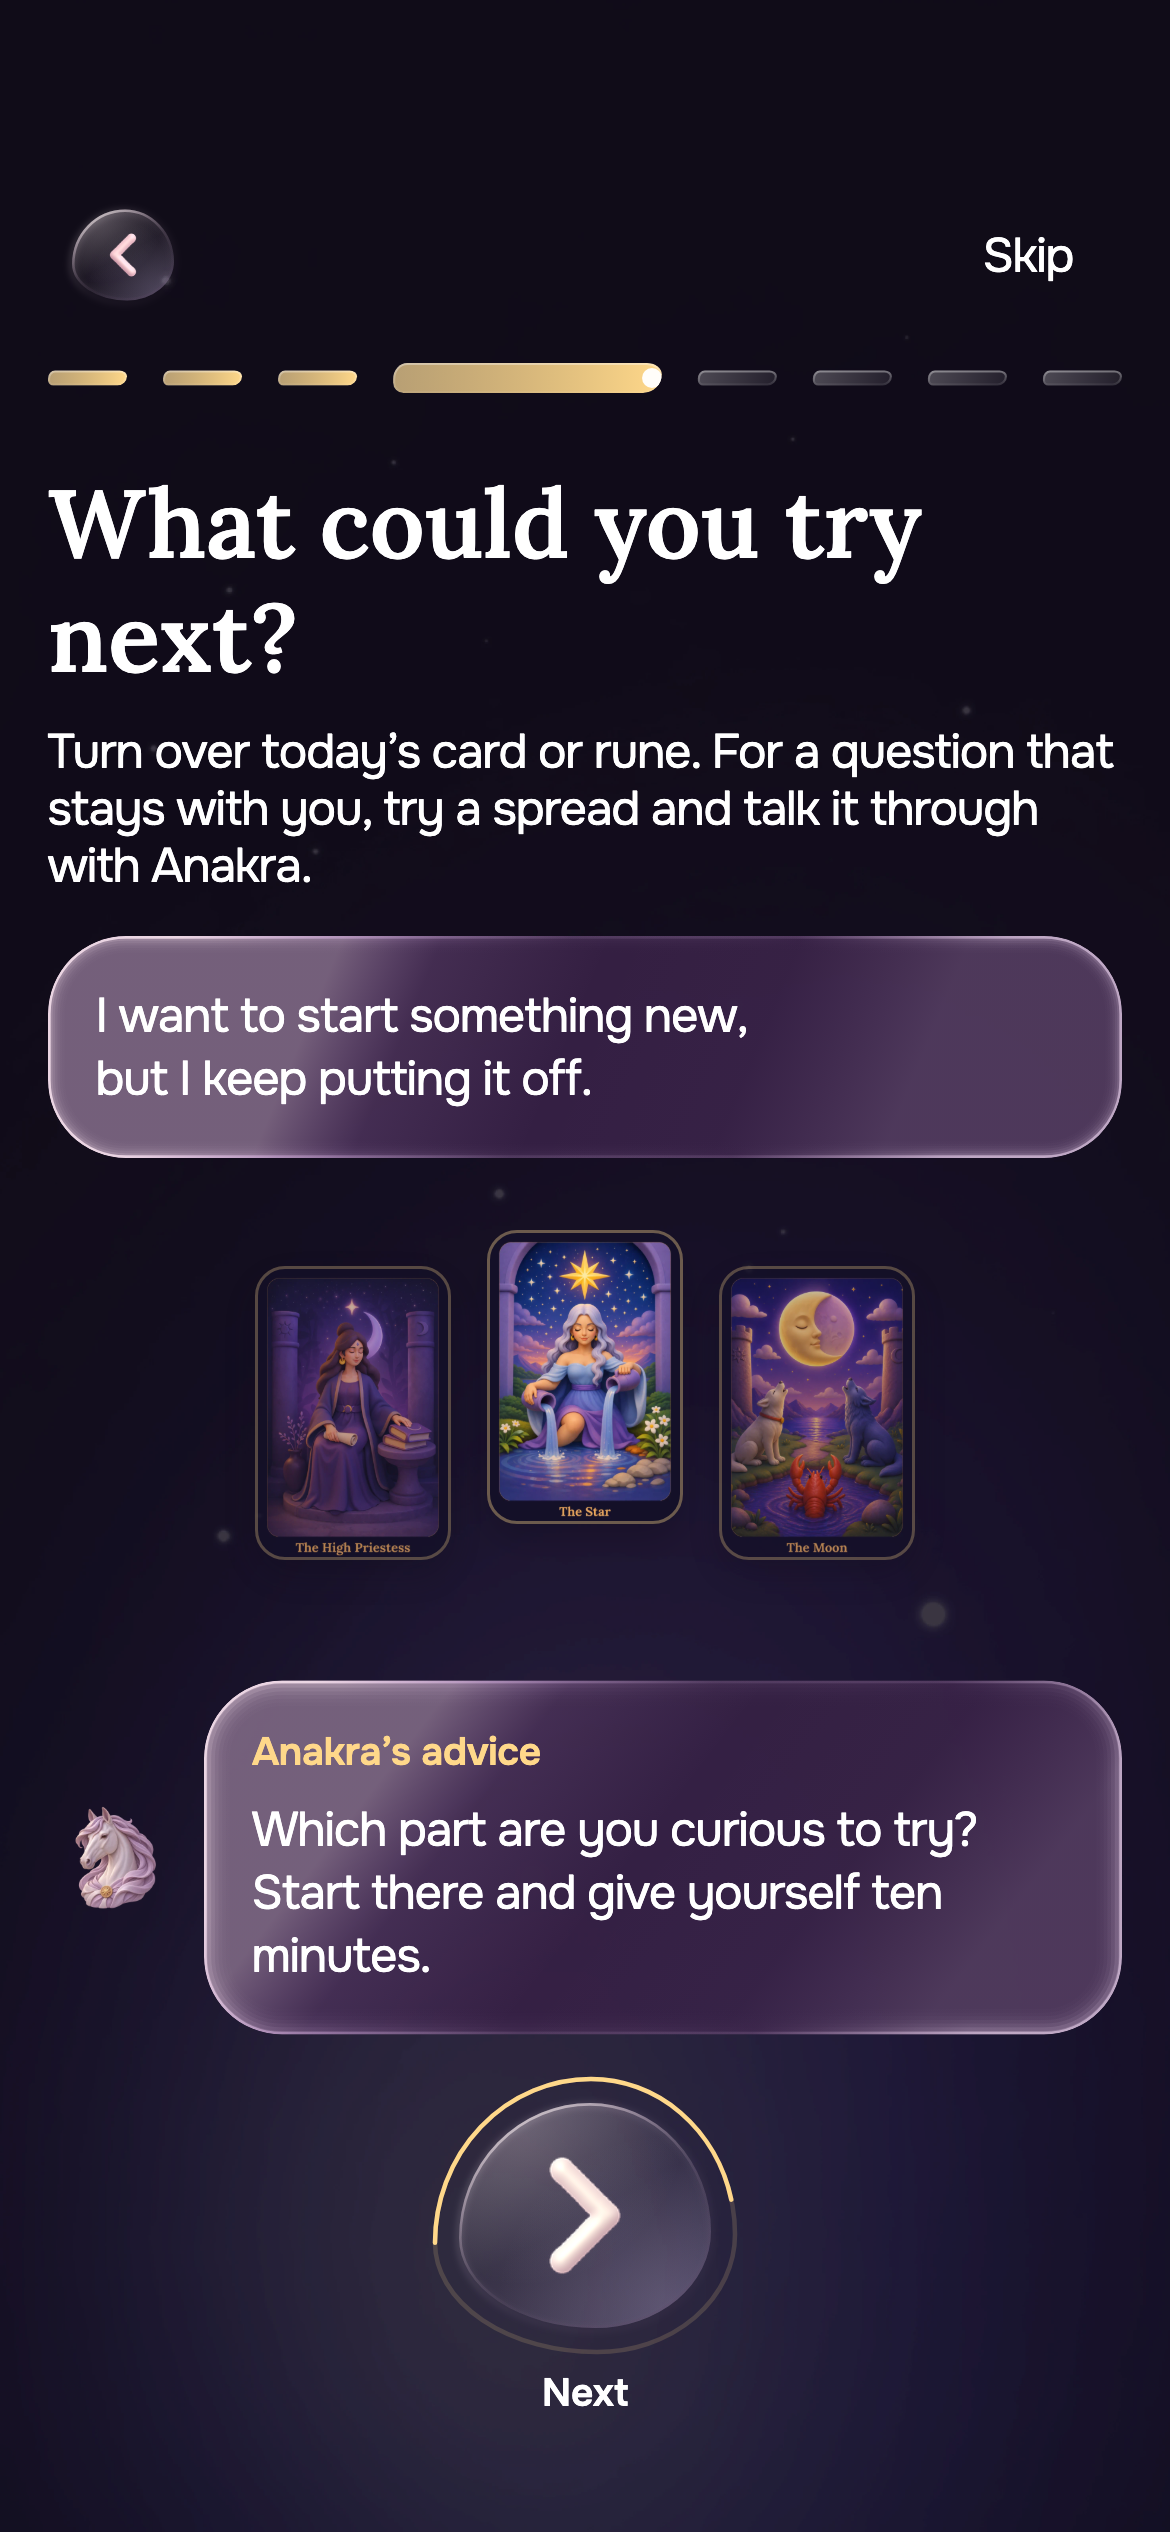 Skip
What could you try
next?
Turn over today’s card or rune. For a question that
stays with you, try a spread and talk it through
with Anakra.
I want to start something new,
but I keep putting it off.
The High Priestess
The Star
The Moon
Anakra’s advice
Which part are you curious to try?
Start there and give yourself ten
minutes.
Next